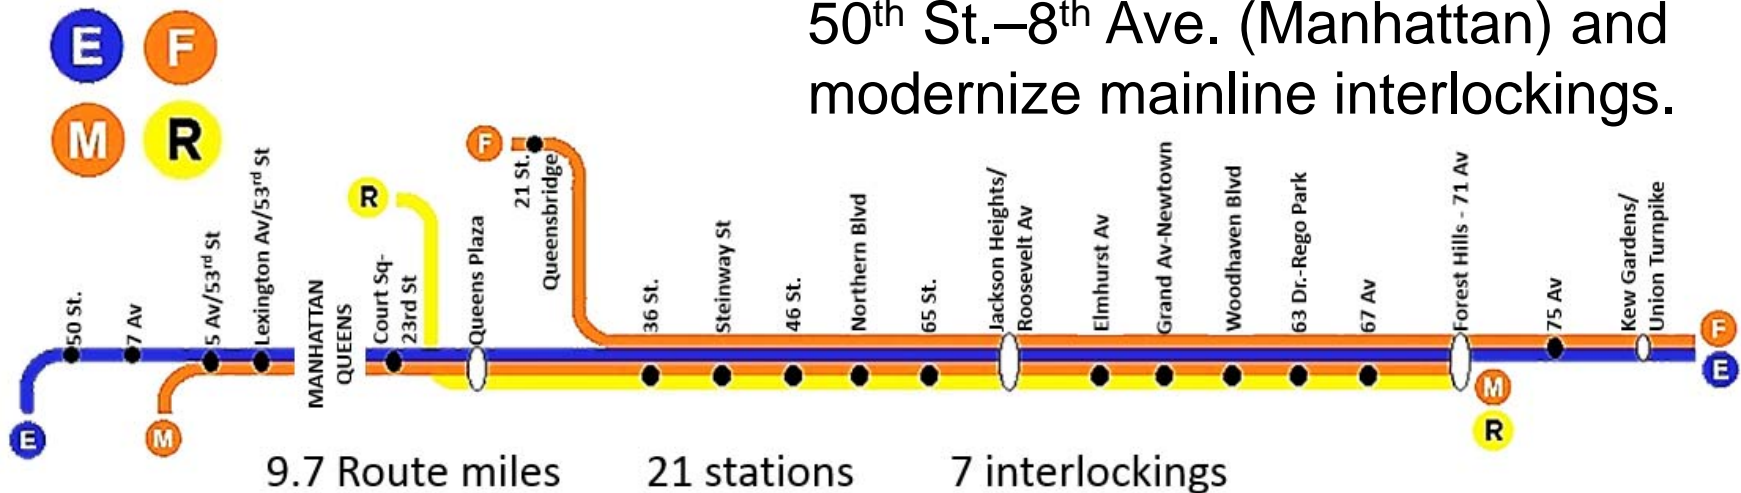 50th St.–8th Ave. (Manhattan) and
modernize mainline interlockings.
E F
M R
F
21 St.
Queensbridge
R
50 St.
7 Av
5 Av/53rd St
Lexington Av/53rd St
MANHATTAN
QUEENS
Court Sq-
23rd St
Queens Plaza
36 St.
Steinway St
46 St.
Northern Blvd
65 St.
Jackson Heights/
Roosevelt Av
Elmhurst Av
Grand Av-Newtown
Woodhaven Blvd
63 Dr.-Rego Park
67 Av
Forest Hills - 71 Av
75 Av
Kew Gardens/
Union Turnpike
F
E
M
R
E
M
9.7 Route miles 21 stations 7 interlockings